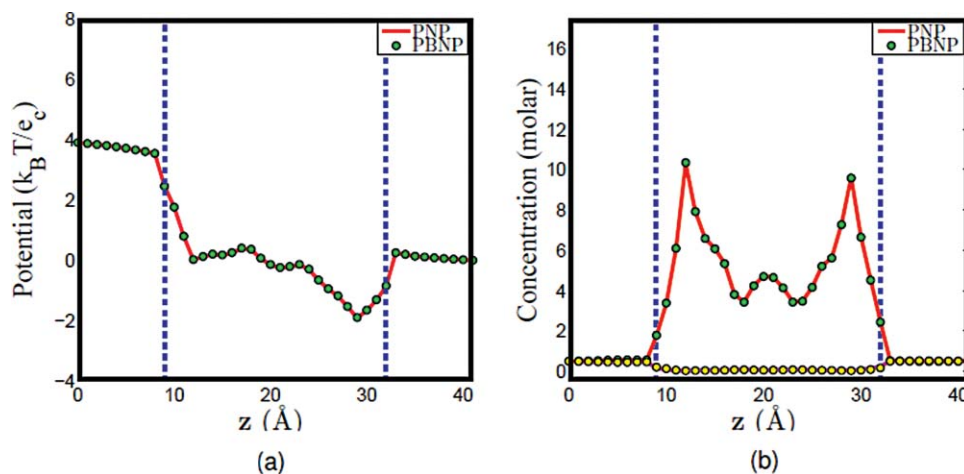 8
6
4
2
0
−2
−4
Potential (k_B T/e_c)
PNP
PBNP
0
10
20
30
40
z (Å)
(a)
16
14
12
10
8
6
4
2
0
Concentration (molar)
PNP
PBNP
0
10
20
30
40
z (Å)
(b)